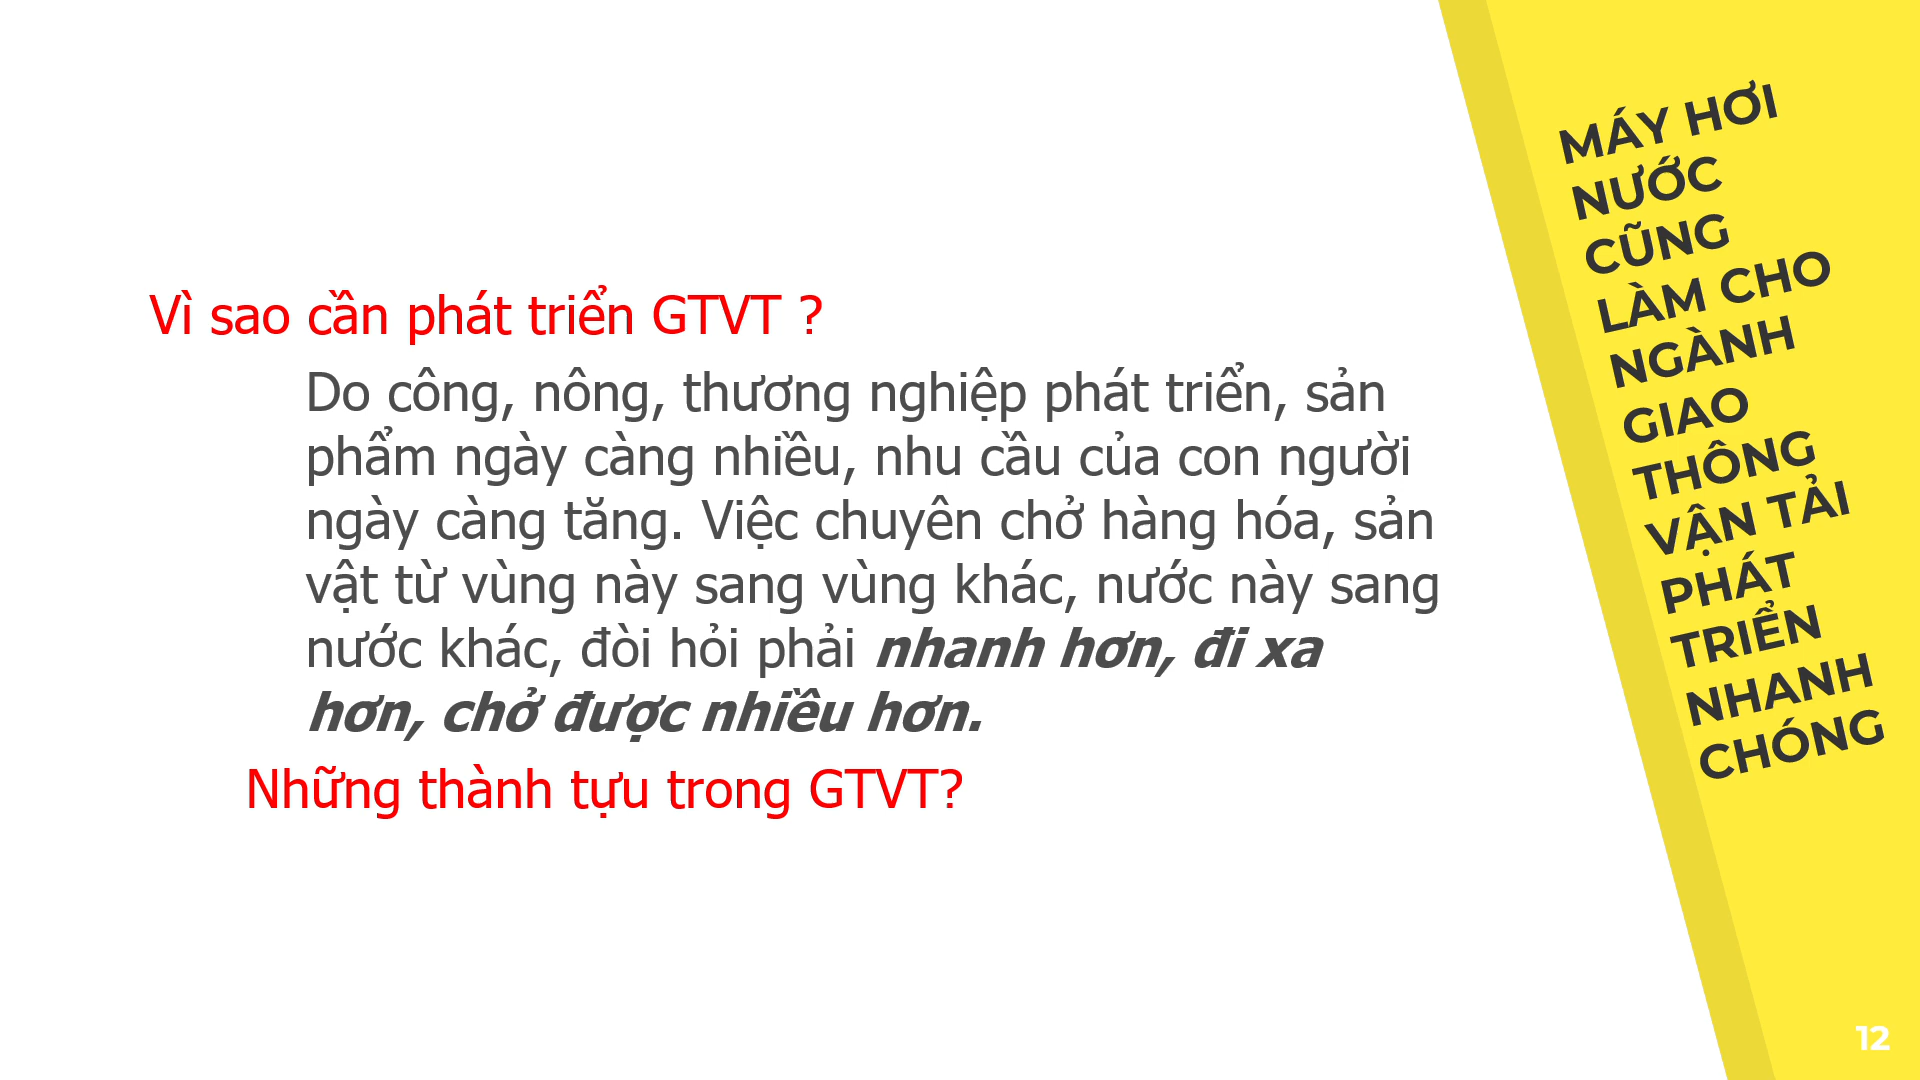 Vì sao cần phát triển GTVT ?
Do công, nông, thương nghiệp phát triển, sản
phẩm ngày càng nhiều, nhu cầu của con người
ngày càng tăng. Việc chuyên chở hàng hóa, sản
vật từ vùng này sang vùng khác, nước này sang
nước khác, đòi hỏi phải nhanh hơn, đi xa
hơn, chở được nhiều hơn.
Những thành tựu trong GTVT?
MÁY HƠI
NƯỚC
CŨNG
LÀM CHO
NGÀNH
GIAO
THÔNG
VẬN TẢI
PHÁT
TRIỂN
NHANH
CHÓNG
12